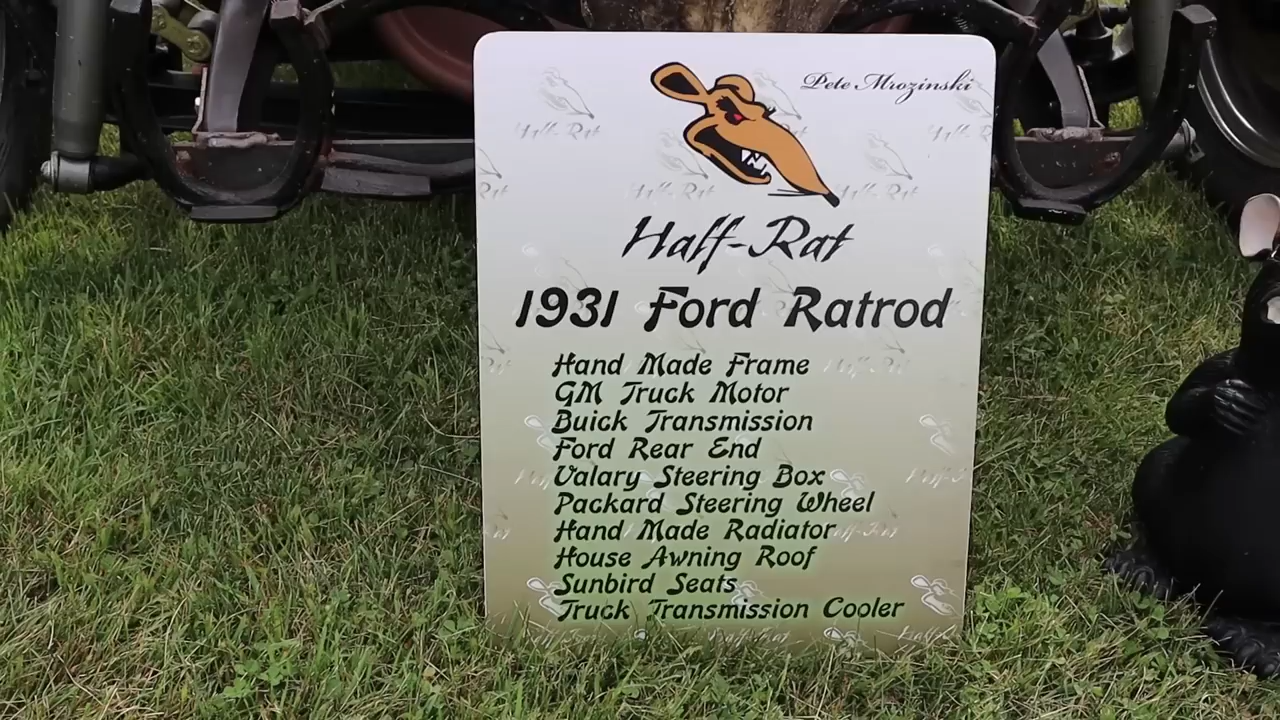 Pete Mrozinski
Half-Rat
1931 Ford Ratrod
Hand Made Frame
GM Truck Motor
Buick Transmission
Ford Rear End
Valary Steering Box
Packard Steering Wheel
Hand Made Radiator
House Awning Roof
Sunbird Seats
Truck Transmission Cooler